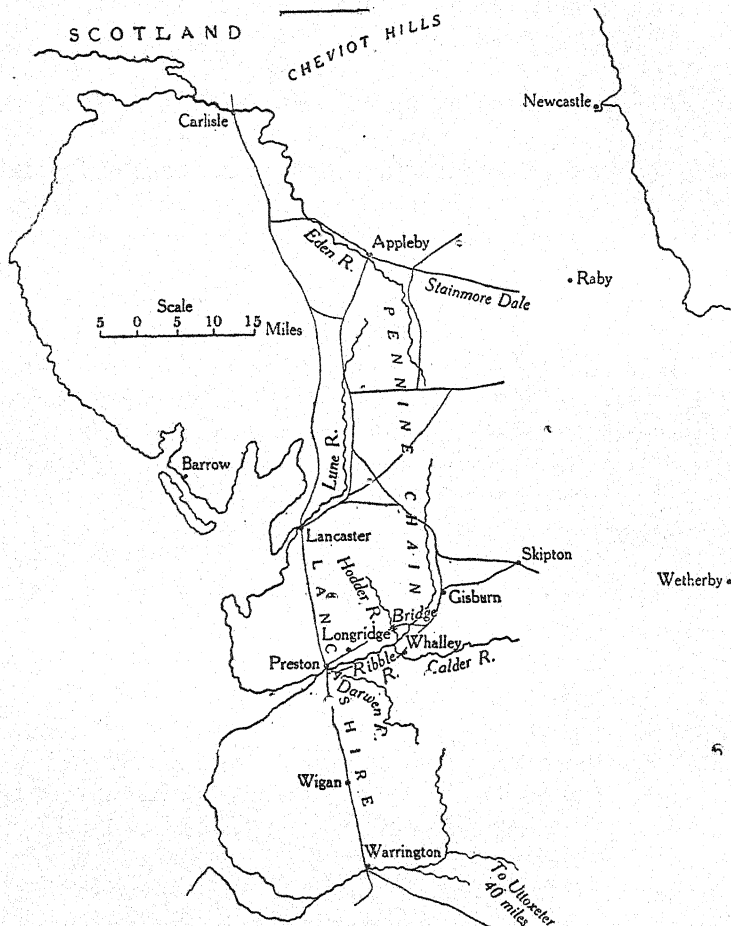 SCOTLAND
CHEVIOT HILLS
Newcastle
Carlisle
Eden R.
Appleby
Stainmore Dale
Raby
Scale
5 0 5 10 15 Miles
PENNINE CHAIN
Lune R.
Barrow
Lancaster
Skipton
Hodder R.
Gisburn
Wetherby
Bridge
Longridge
Whalley
Preston
Ribble R.
Calder R.
Darwen R.
LANCASHIRE
Wigan
Warrington
To Uttoxeter
40 miles